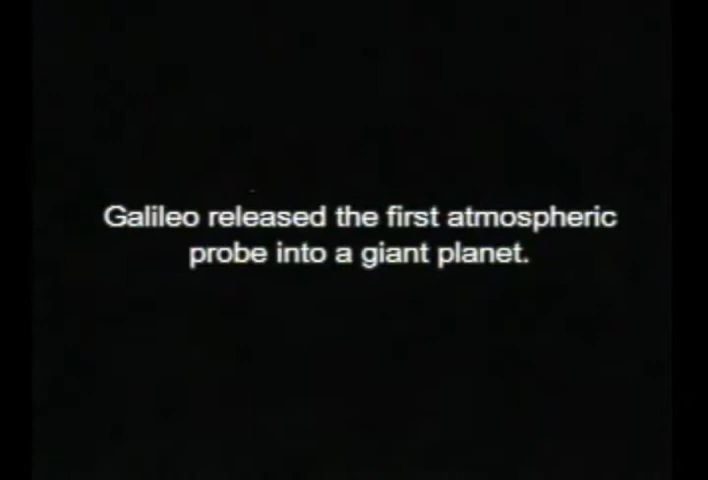 Galileo released the first atmospheric
probe into a giant planet.